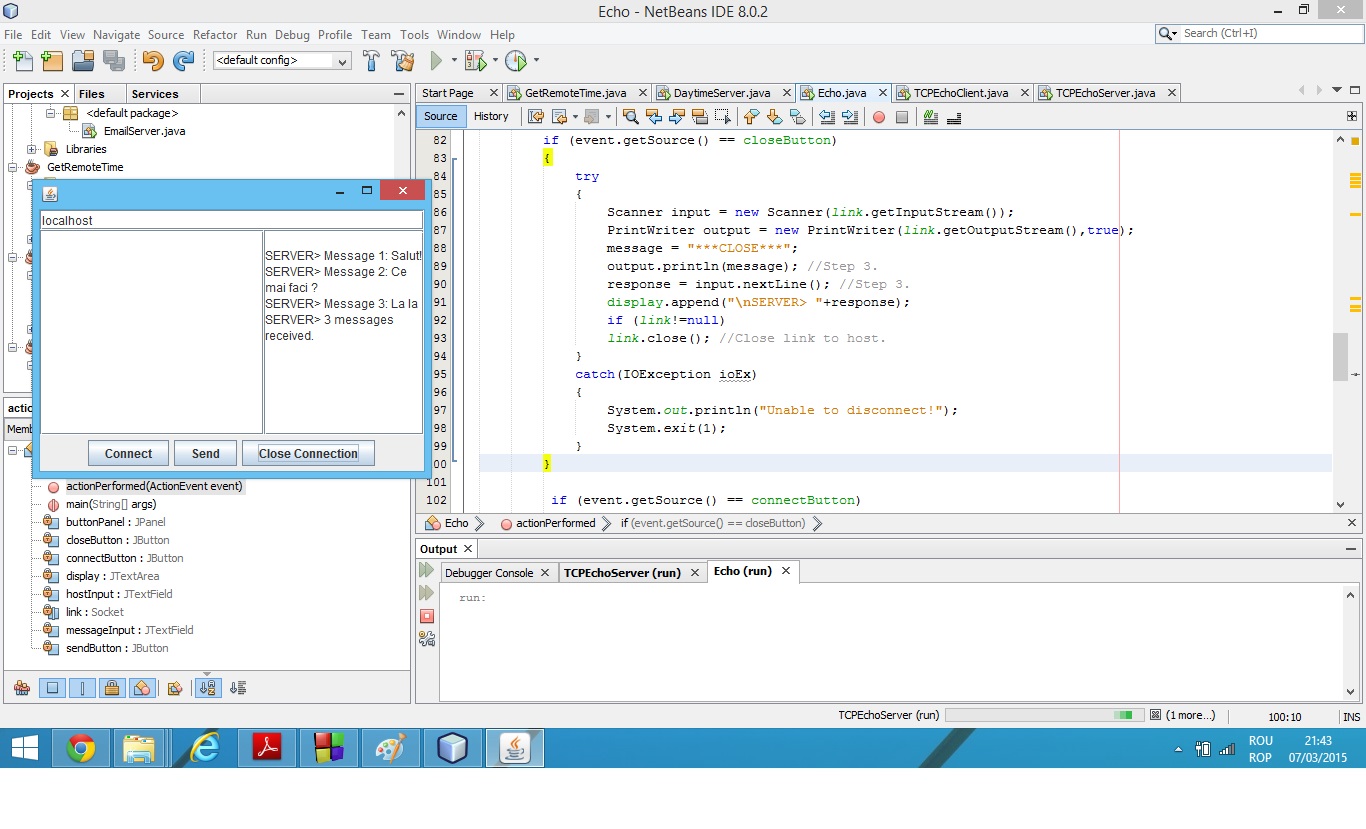 Echo - NetBeans IDE 8.0.2
File Edit View Navigate Source Refactor Run Debug Profile Team Tools Window Help
Search (Ctrl+I)
<default config>
Projects Files Services
<default package>
EmailServer.java
Libraries
GetRemoteTime
Start Page GetRemoteTime.java DaytimeServer.java Echo.java TCPEchoClient.java TCPEchoServer.java
Source History
82 if (event.getSource() == closeButton)
83 {
84 try
85 {
86 Scanner input = new Scanner(link.getInputStream());
87 PrintWriter output = new PrintWriter(link.getOutputStream(),true);
88 message = "***CLOSE***";
89 output.println(message); //Step 3.
90 response = input.nextLine(); //Step 3.
91 display.append("\nSERVER> "+response);
92 if (link!=null)
93 link.close(); //Close link to host.
94 }
95 catch(IOException ioEx)
96 {
97 System.out.println("Unable to disconnect!");
98 System.exit(1);
99 }
00 }
101
102 if (event.getSource() == connectButton)
localhost
SERVER> Message 1: Salut!
SERVER> Message 2: Ce
mai faci ?
SERVER> Message 3: La la
SERVER> 3 messages
received.
Connect Send Close Connection
actionPerformed(ActionEvent event)
main(String[] args)
buttonPanel : JPanel
closeButton : JButton
connectButton : JButton
display : JTextArea
hostInput : JTextField
link : Socket
messageInput : JTextField
sendButton : JButton
Echo actionPerformed if (event.getSource() == closeButton)
Output
Debugger Console TCPEchoServer (run) Echo (run)
run:
TCPEchoServer (run) (1 more...) 100:10 INS
ROU 21:43
ROP 07/03/2015